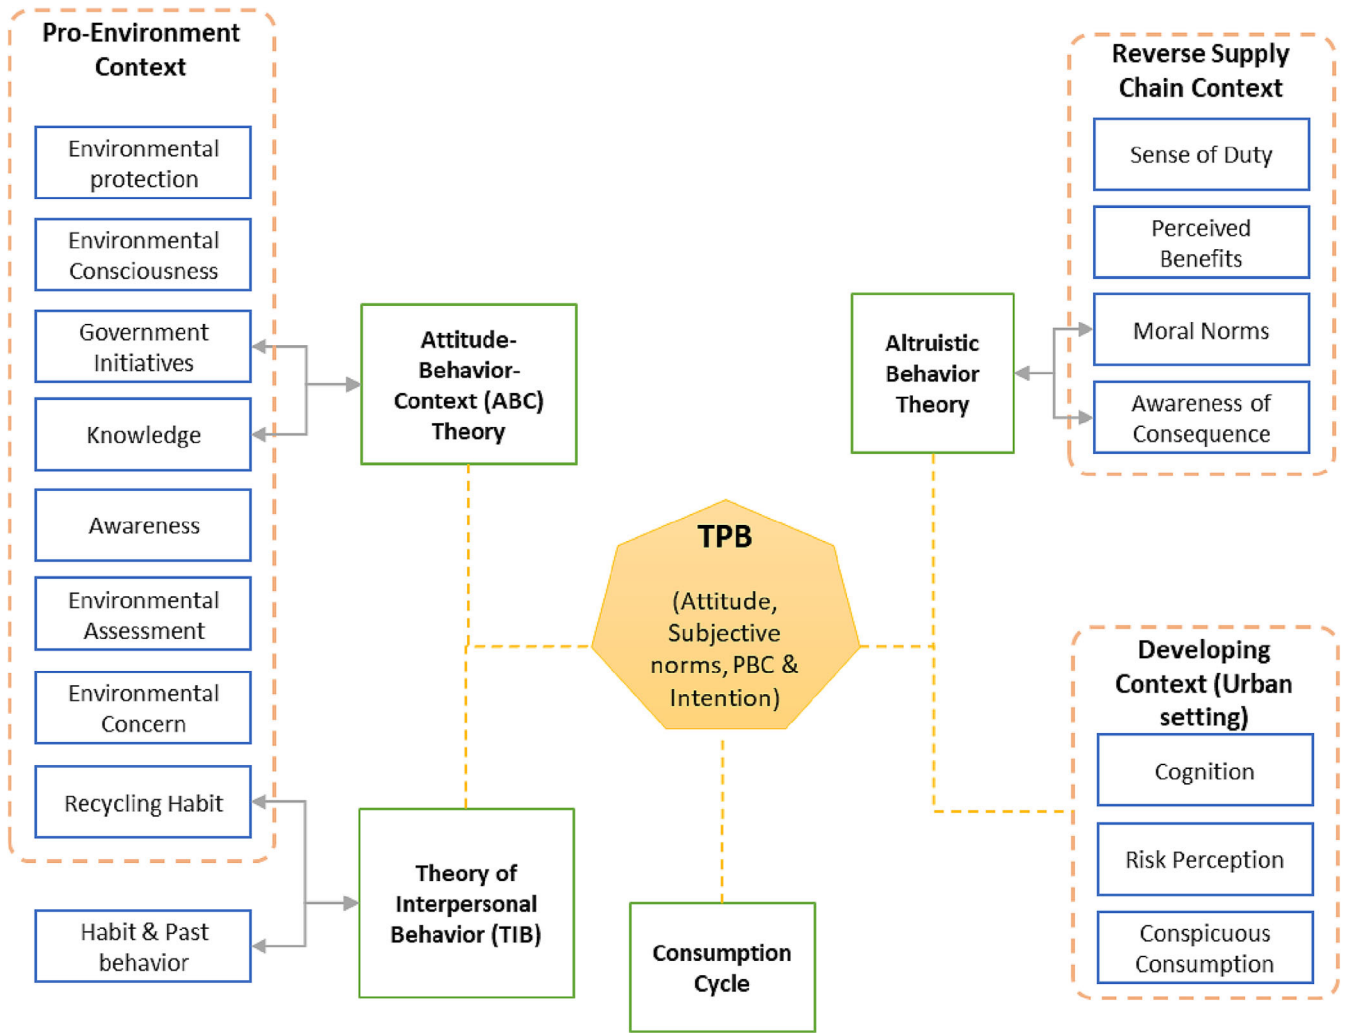 Pro-Environment
Context
Environmental
protection
Environmental
Consciousness
Government
Initiatives
Knowledge
Awareness
Environmental
Assessment
Environmental
Concern
Recycling Habit
Habit & Past
behavior
Attitude-
Behavior-
Context (ABC)
Theory
Theory of
Interpersonal
Behavior (TIB)
TPB
(Attitude,
Subjective
norms, PBC &
Intention)
Consumption
Cycle
Altruistic
Behavior
Theory
Reverse Supply
Chain Context
Sense of Duty
Perceived
Benefits
Moral Norms
Awareness of
Consequence
Developing
Context (Urban
setting)
Cognition
Risk Perception
Conspicuous
Consumption